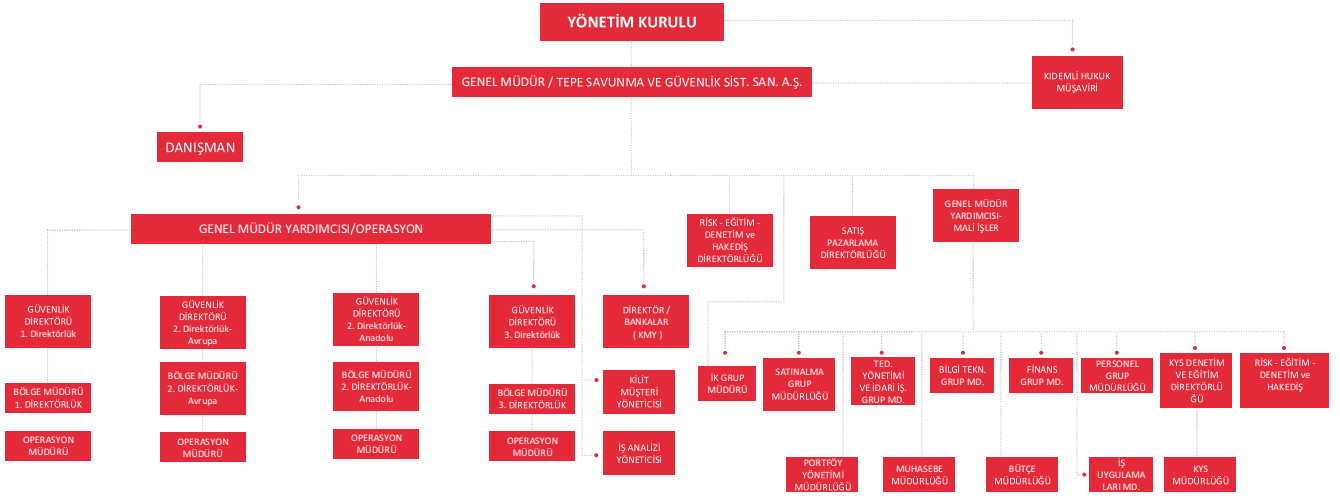 YÖNETİM KURULU
GENEL MÜDÜR / TEPE SAVUNMA VE GÜVENLİK SİST. SAN. A.Ş.
KIDEMLİ HUKUK
MÜŞAVİRİ
DANIŞMAN
GENEL MÜDÜR YARDIMCISI/OPERASYON
RİSK - EĞİTİM -
DENETİM ve
HAKEDİŞ
DİREKTÖRLÜĞÜ
SATIŞ
PAZARLAMA
DİREKTÖRLÜĞÜ
GENEL MÜDÜR
YARDIMCISI-
MALİ İŞLER
GÜVENLİK
DİREKTÖRÜ
1. Direktörlük
GÜVENLİK
DİREKTÖRÜ
2. Direktörlük-
Avrupa
GÜVENLİK
DİREKTÖRÜ
2. Direktörlük-
Anadolu
GÜVENLİK
DİREKTÖRÜ
3. Direktörlük
DİREKTÖR /
BANKALAR
( KMY )
BÖLGE MÜDÜRÜ
1. DİREKTÖRLÜK
BÖLGE MÜDÜRÜ
2. DİREKTÖRLÜK-
Avrupa
BÖLGE MÜDÜRÜ
2. DİREKTÖRLÜK-
Anadolu
BÖLGE MÜDÜRÜ
3. DİREKTÖRLÜK
KİLİT
MÜŞTERİ
YÖNETİCİSİ
OPERASYON
MÜDÜRÜ
OPERASYON
MÜDÜRÜ
OPERASYON
MÜDÜRÜ
OPERASYON
MÜDÜRÜ
İŞ ANALİZİ
YÖNETİCİSİ
İK GRUP
MÜDÜRÜ
SATINALMA
GRUP
MÜDÜRLÜĞÜ
TED.
YÖNETİMİ
VE İDARİ İŞ.
GRUP MD.
BİLGİ TEKN.
GRUP MD.
FİNANS
GRUP MD.
PERSONEL
GRUP
MÜDÜRLÜĞÜ
KYS DENETİM
VE EĞİTİM
DİREKTÖRLÜ
ĞÜ
RİSK - EĞİTİM -
DENETİM ve
HAKEDİŞ
PORTFÖY
YÖNETİMİ
MÜDÜRLÜĞÜ
MUHASEBE
MÜDÜRLÜĞÜ
BÜTÇE
MÜDÜRLÜĞÜ
İŞ
UYGULAMA
LARI MD.
KYS
MÜDÜRLÜĞÜ